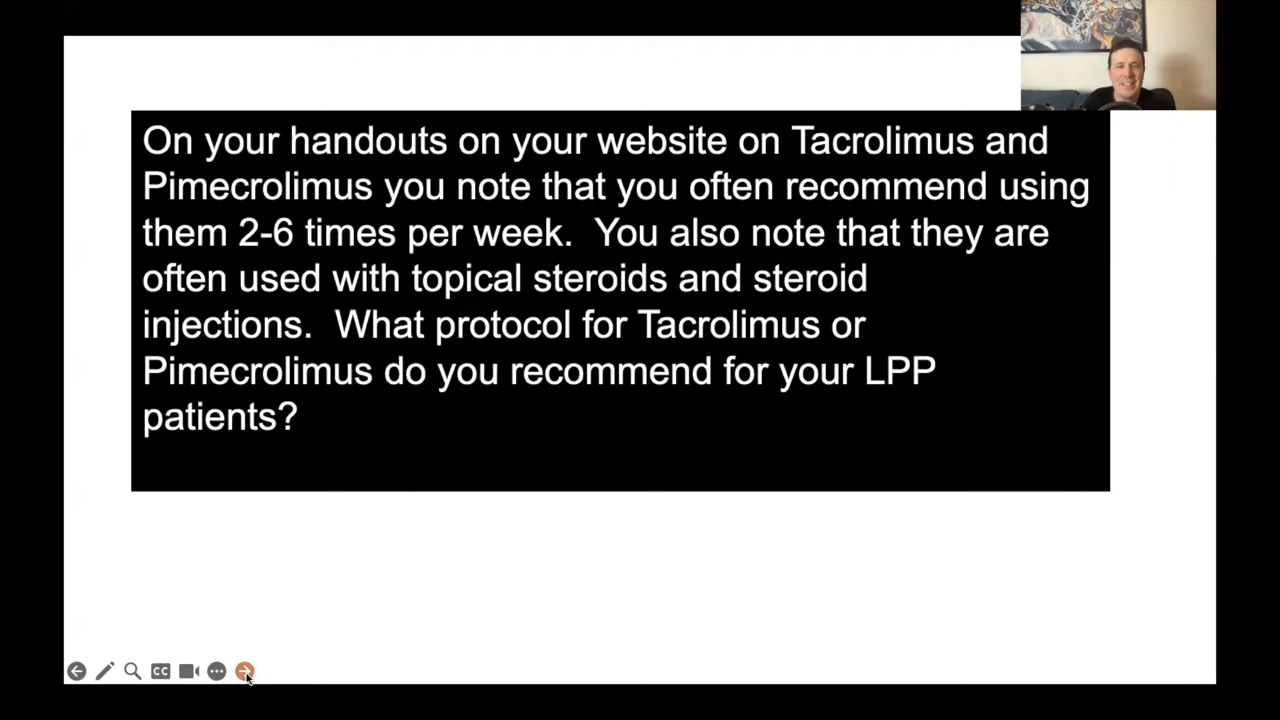 On your handouts on your website on Tacrolimus and
Pimecrolimus you note that you often recommend using
them 2-6 times per week.  You also note that they are
often used with topical steroids and steroid
injections.  What protocol for Tacrolimus or
Pimecrolimus do you recommend for your LPP
patients?
CC